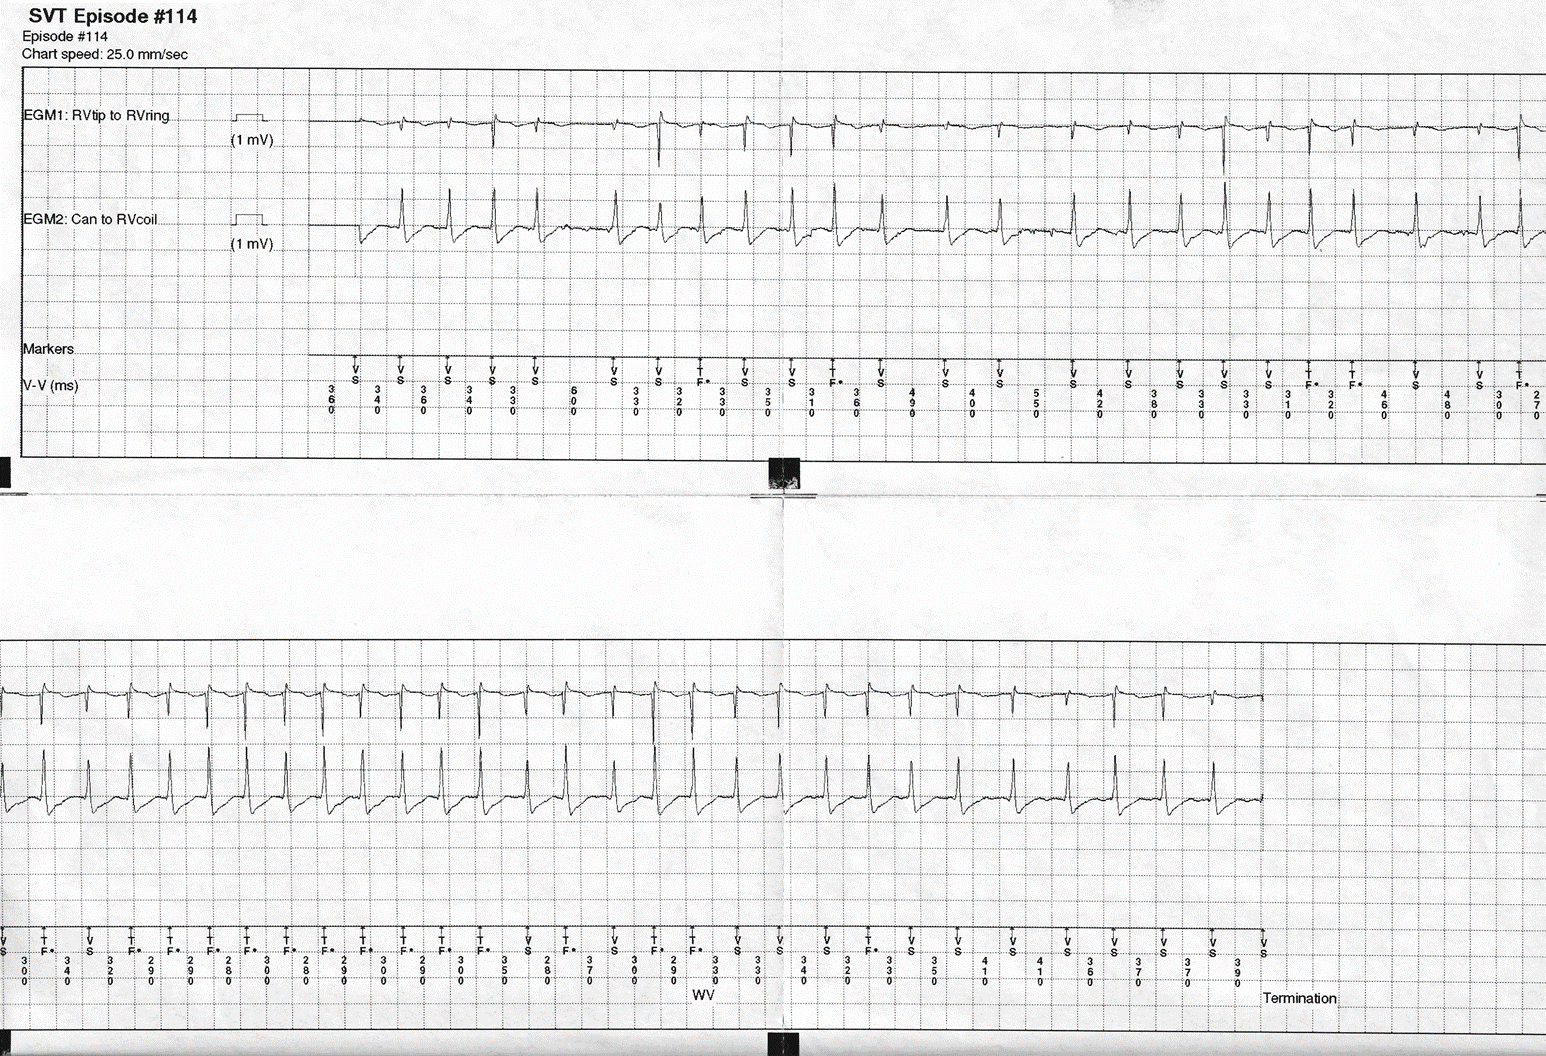 SVT Episode #114
Episode #114
Chart speed: 25.0 mm/sec
EGM1: RVtip to RVring
(1 mV)
EGM2: Can to RVcoil
(1 mV)
Markers
VS VS VS VS VS VS VS TF• VS VS TF• VS VS VS VS VS VS VS VS TF• TF• VS VS TF•
V-V (ms)
360 340 360 340 330 600 330 320 330 350 310 360 490 400 550 420 380 330 330 310 320 460 480 300 270
VS TF• VS TF• TF• TF• TF• TF• TF• TF• TF• TF• TF• VS TF• VS TF• TF• VS VS VS TF• VS VS VS VS VS VS VS VS
300 340 320 290 290 280 300 280 290 300 290 300 350 280 370 300 290 330 330 340 320 330 350 410 410 360 370 370 390
WV
Termination